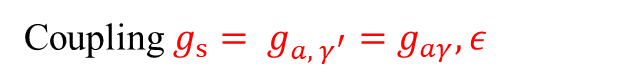 Coupling gₛ = g_{a, γ′} = g_{aγ}, ϵ